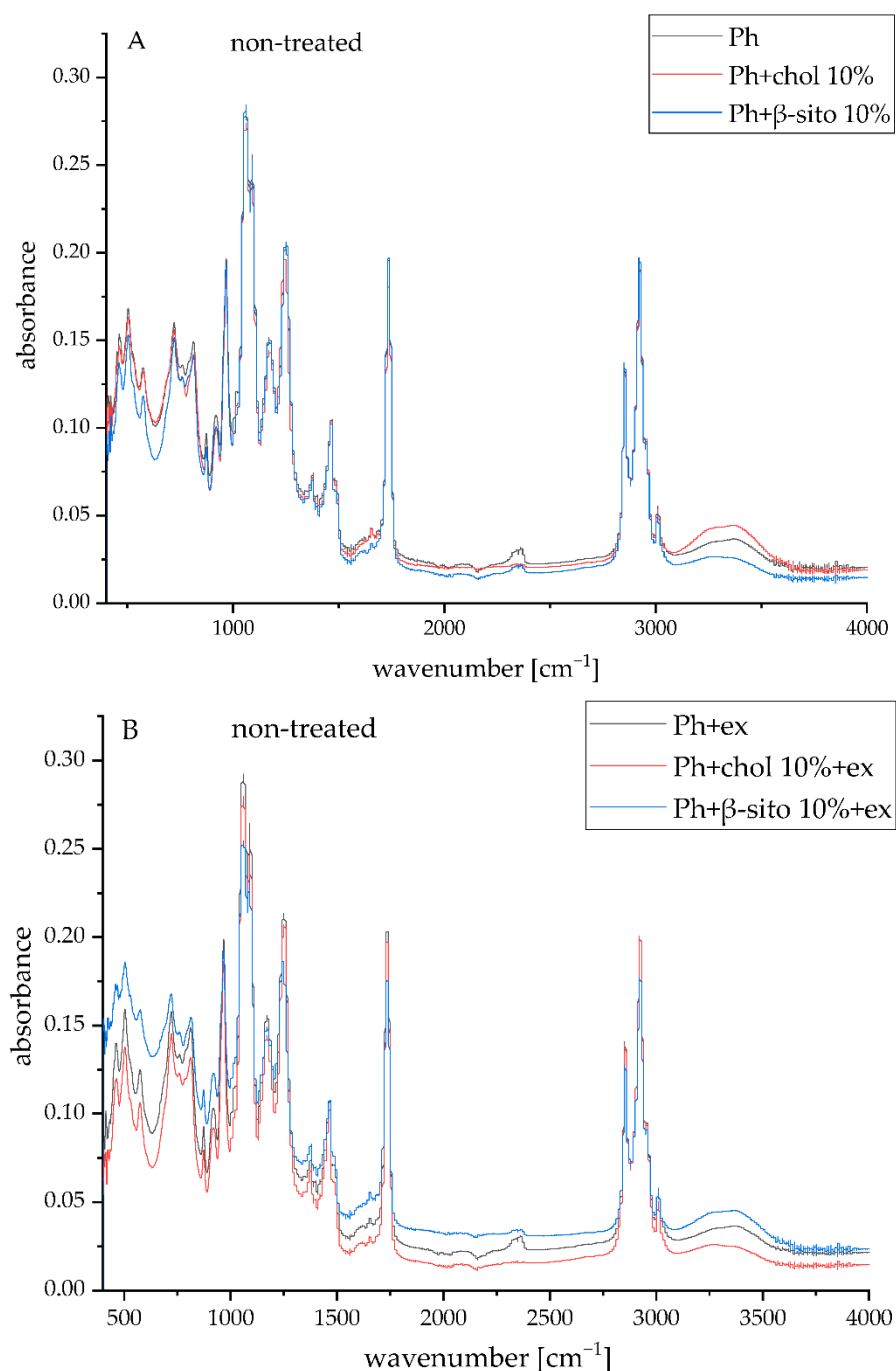 A
non-treated
Ph
Ph+chol 10%
Ph+β-sito 10%
0.30
0.25
0.20
0.15
0.10
0.05
0.00
absorbance
1000
2000
3000
4000
wavenumber [cm⁻¹]
B
non-treated
Ph+ex
Ph+chol 10%+ex
Ph+β-sito 10%+ex
0.30
0.25
0.20
0.15
0.10
0.05
0.00
absorbance
500
1000
1500
2000
2500
3000
3500
4000
wavenumber [cm⁻¹]